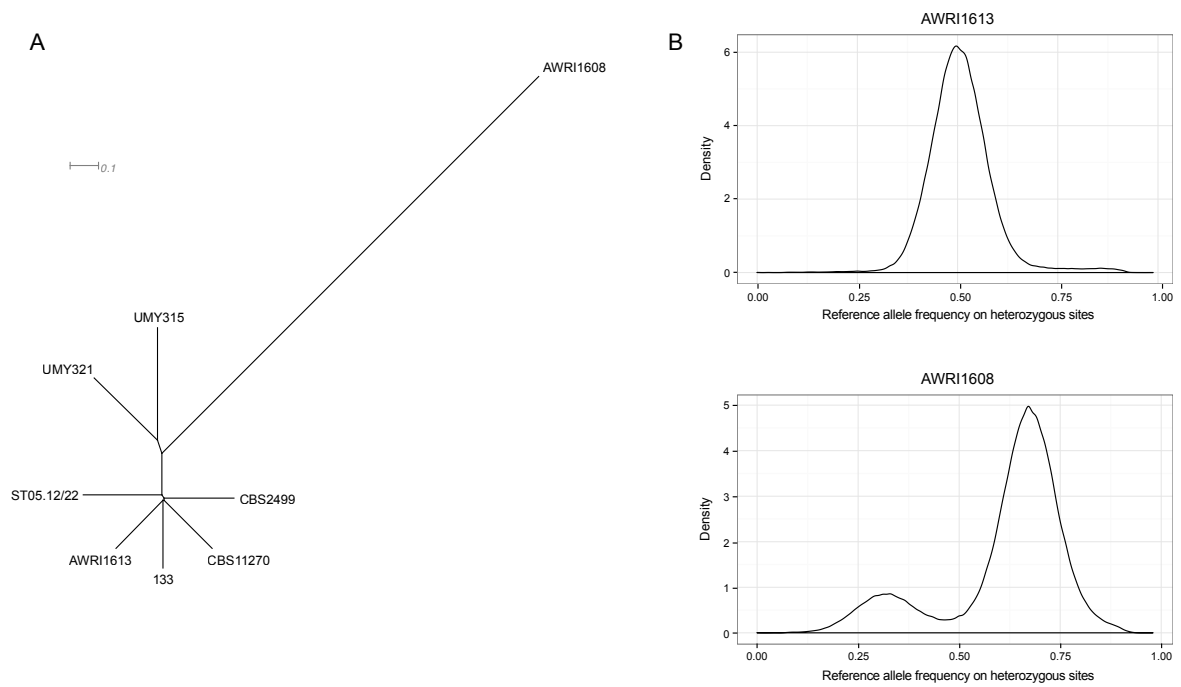 A
AWRI1608
0.1
UMY315
UMY321
ST05.12/22
CBS2499
AWRI1613
CBS11270
133
B
AWRI1613
Density
6
4
2
0
0.00 0.25 0.50 0.75 1.00
Reference allele frequency on heterozygous sites
AWRI1608
Density
5
4
3
2
1
0
0.00 0.25 0.50 0.75 1.00
Reference allele frequency on heterozygous sites